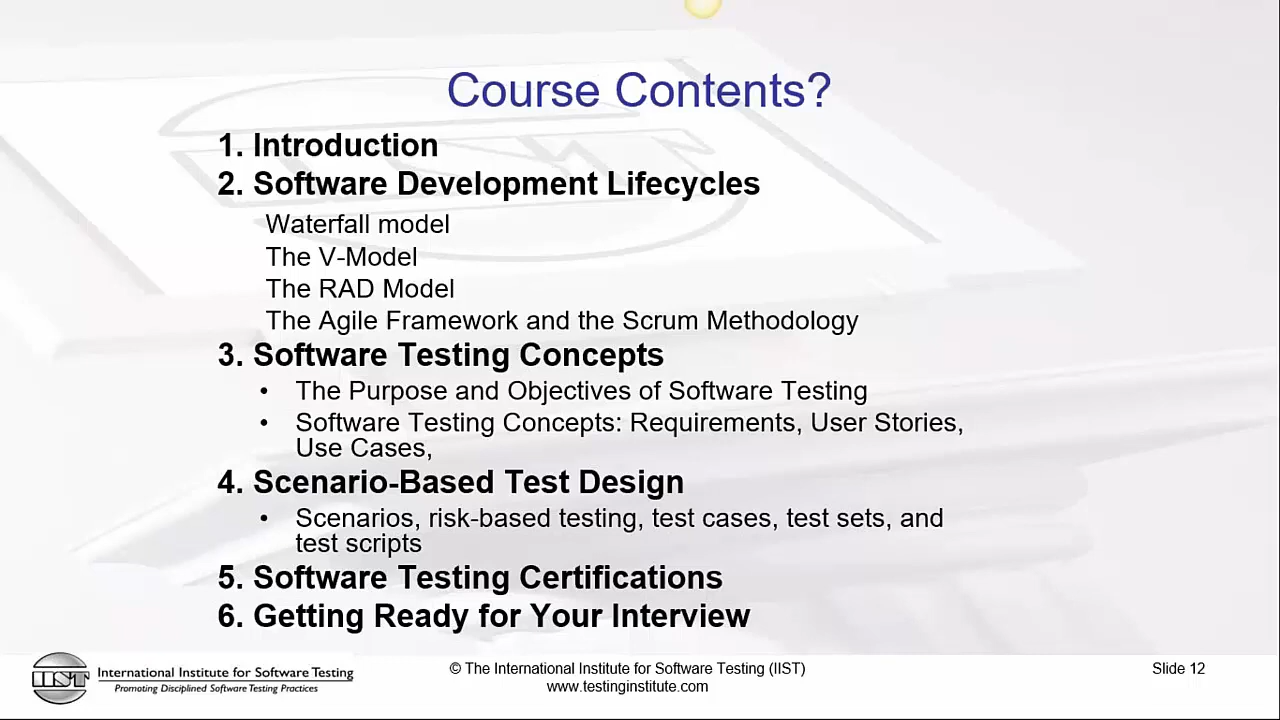 Course Contents?
1. Introduction
2. Software Development Lifecycles
Waterfall model
The V-Model
The RAD Model
The Agile Framework and the Scrum Methodology
3. Software Testing Concepts
• The Purpose and Objectives of Software Testing
• Software Testing Concepts: Requirements, User Stories,
Use Cases,
4. Scenario-Based Test Design
• Scenarios, risk-based testing, test cases, test sets, and
test scripts
5. Software Testing Certifications
6. Getting Ready for Your Interview
IIST
International Institute for Software Testing
Promoting Disciplined Software Testing Practices
© The International Institute for Software Testing (IIST)
www.testinginstitute.com
Slide 12